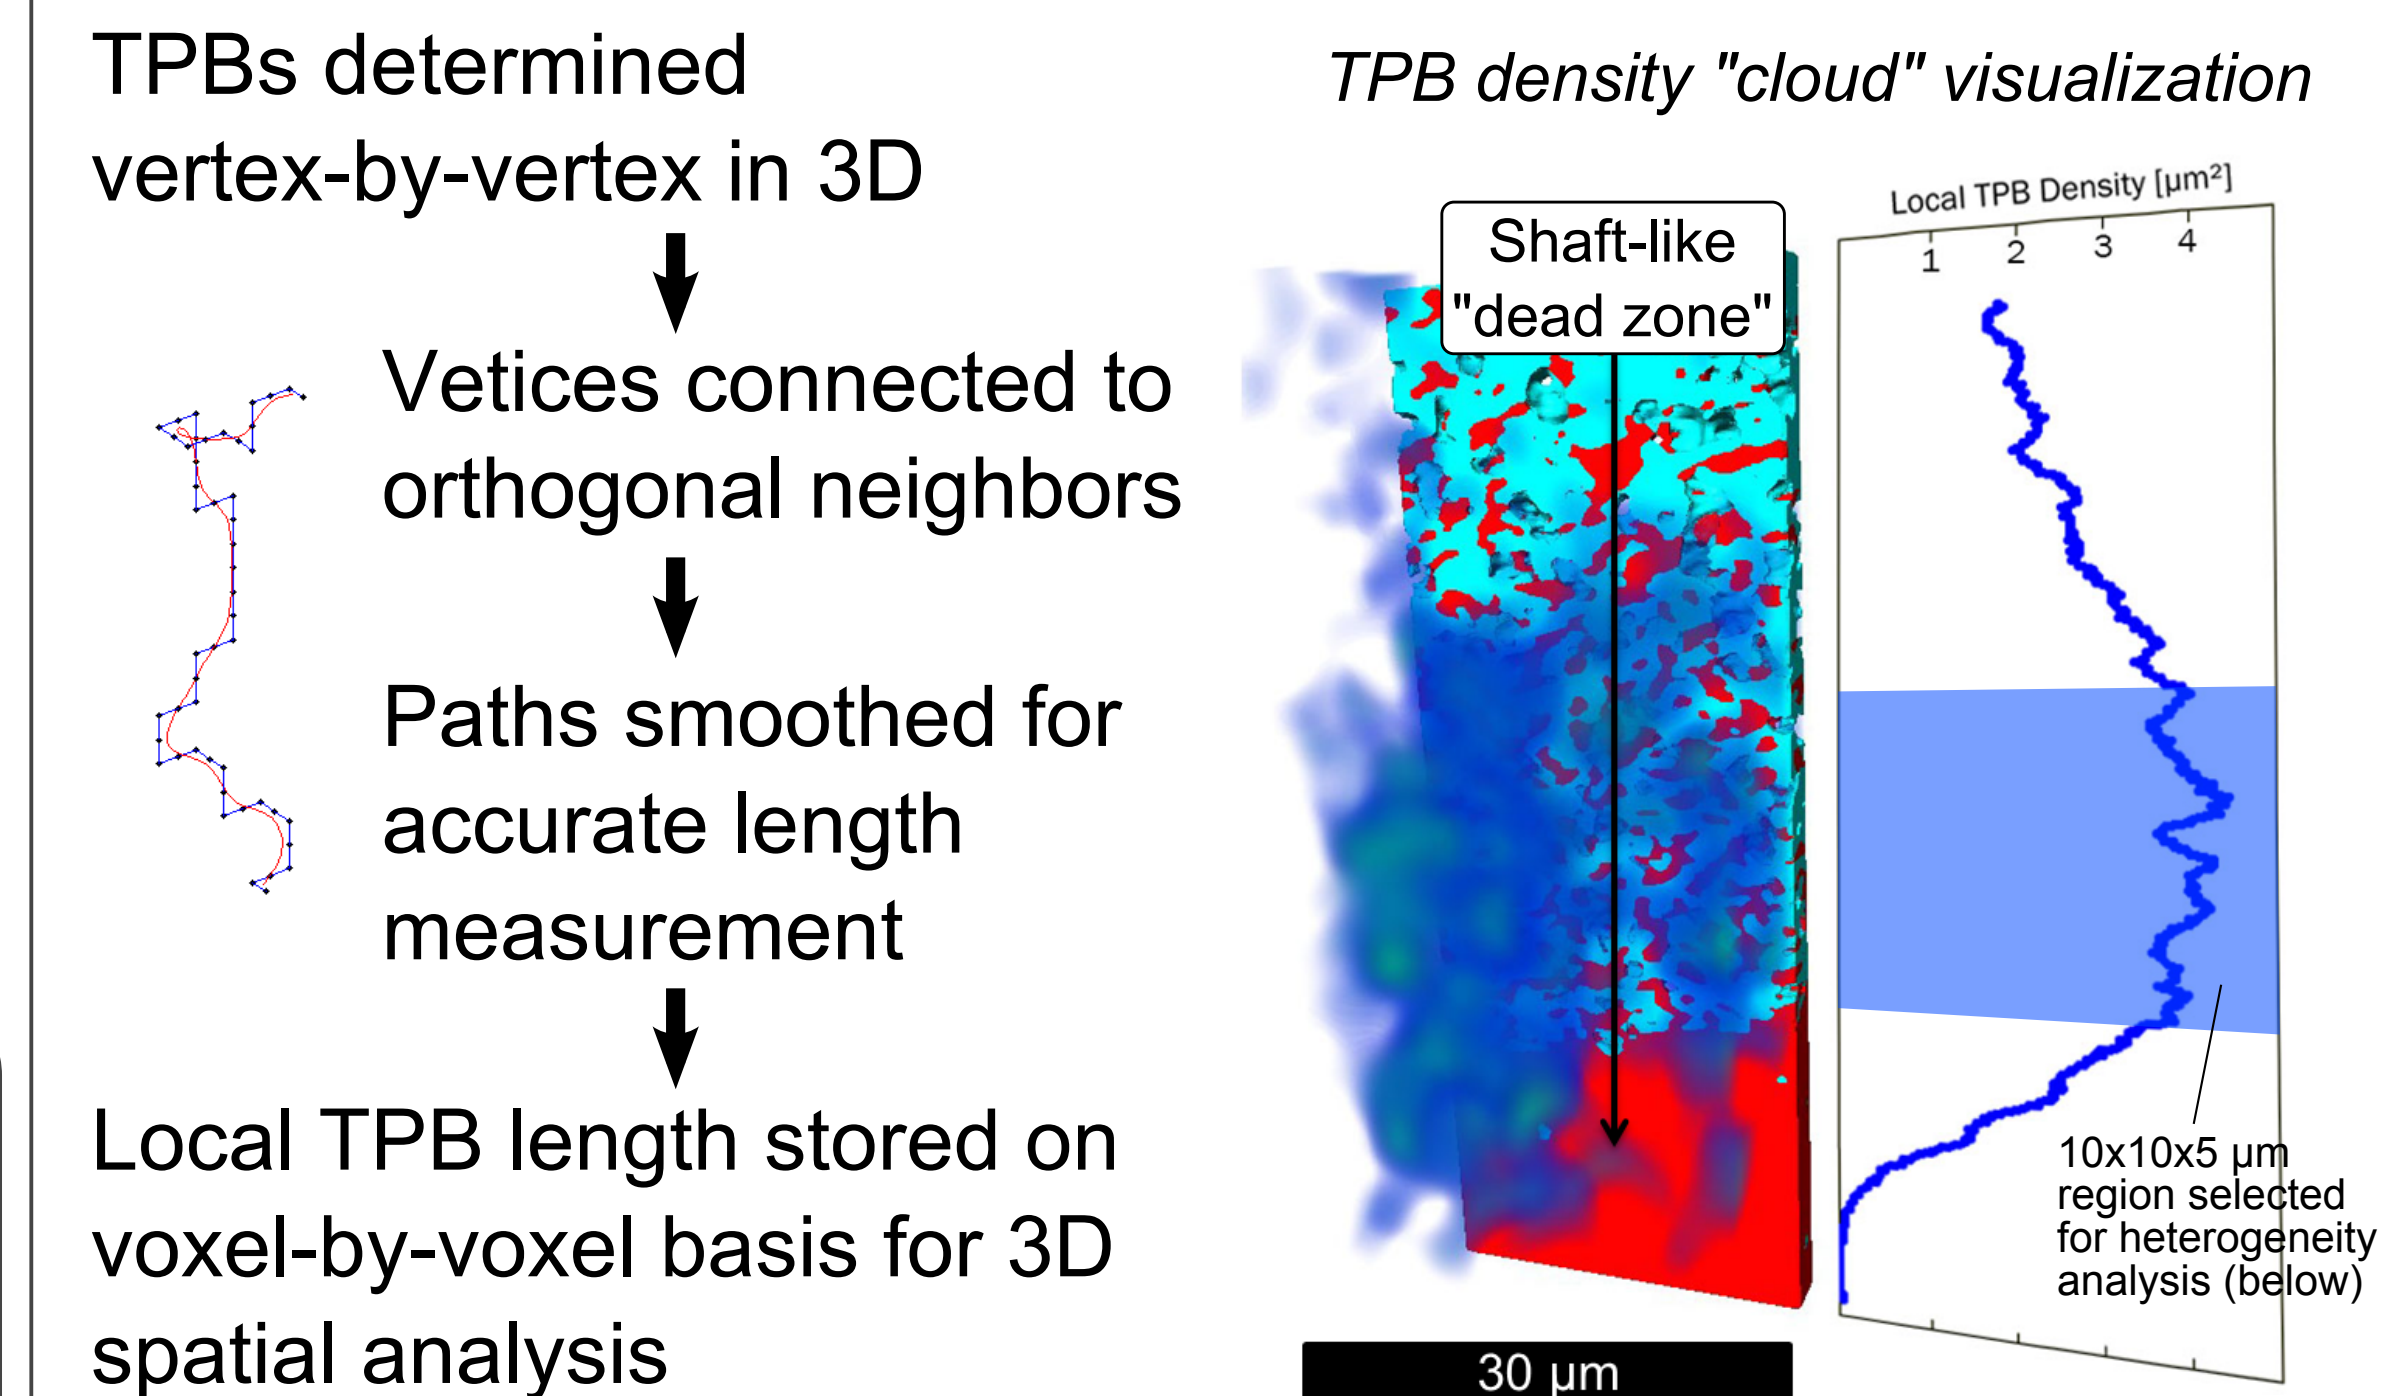 TPBs determined
vertex-by-vertex in 3D
Vetices connected to
orthogonal neighbors
Paths smoothed for
accurate length
measurement
Local TPB length stored on
voxel-by-voxel basis for 3D
spatial analysis
TPB density "cloud" visualization
Shaft-like
"dead zone"
Local TPB Density [µm²]
1 2 3 4
10x10x5 µm
region selected
for heterogeneity
analysis (below)
30 µm